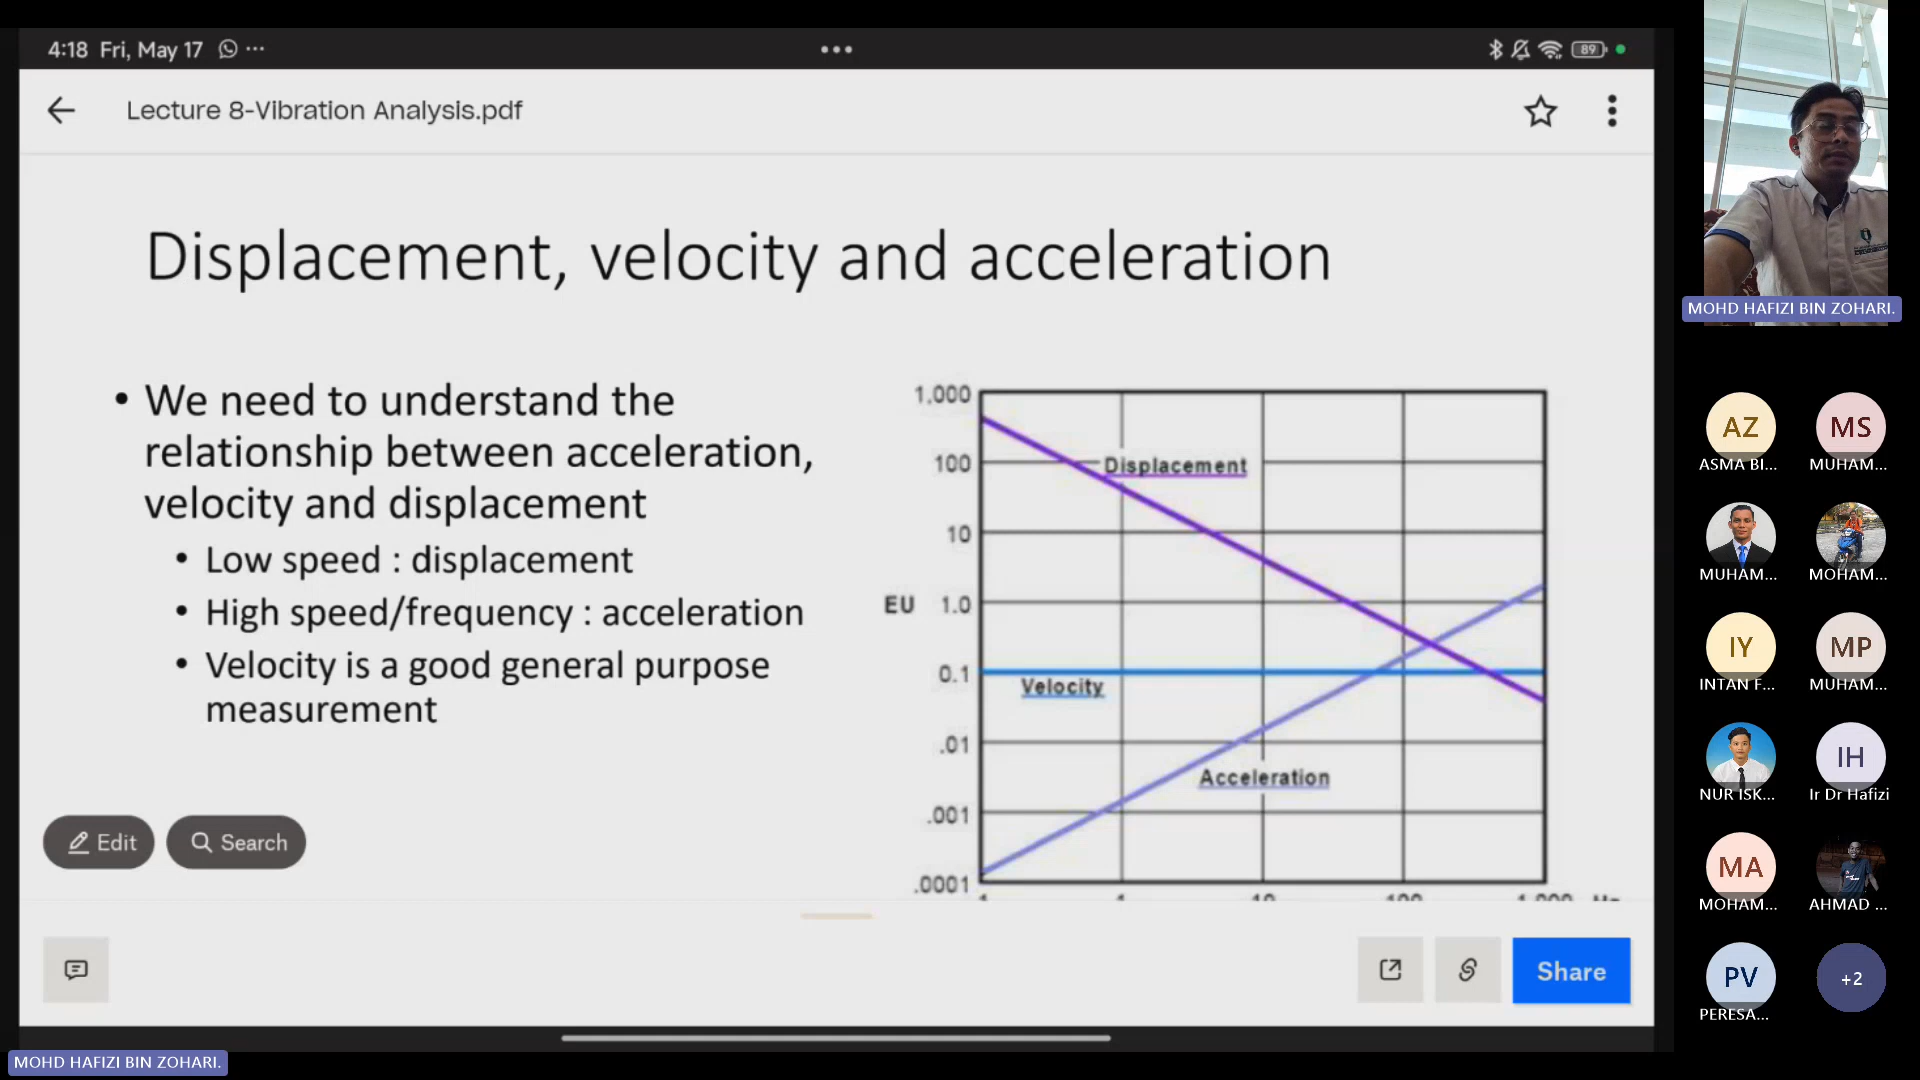 4:18 Fri, May 17
89
Lecture 8-Vibration Analysis.pdf
Displacement, velocity and acceleration
• We need to understand the
relationship between acceleration,
velocity and displacement
• Low speed : displacement
• High speed/frequency : acceleration
• Velocity is a good general purpose
measurement
1,000
100
10
EU 1.0
0.1
.01
.001
.0001
Displacement
Velocity
Acceleration
Edit
Search
Share
MOHD HAFIZI BIN ZOHARI.
AZ
ASMA BI...
MS
MUHAM...
MUHAM...
MOHAM...
IY
INTAN F...
MP
MUHAM...
NUR ISK...
IH
Ir Dr Hafizi
MA
MOHAM...
AHMAD ...
PV
PERESA...
+2
MOHD HAFIZI BIN ZOHARI.